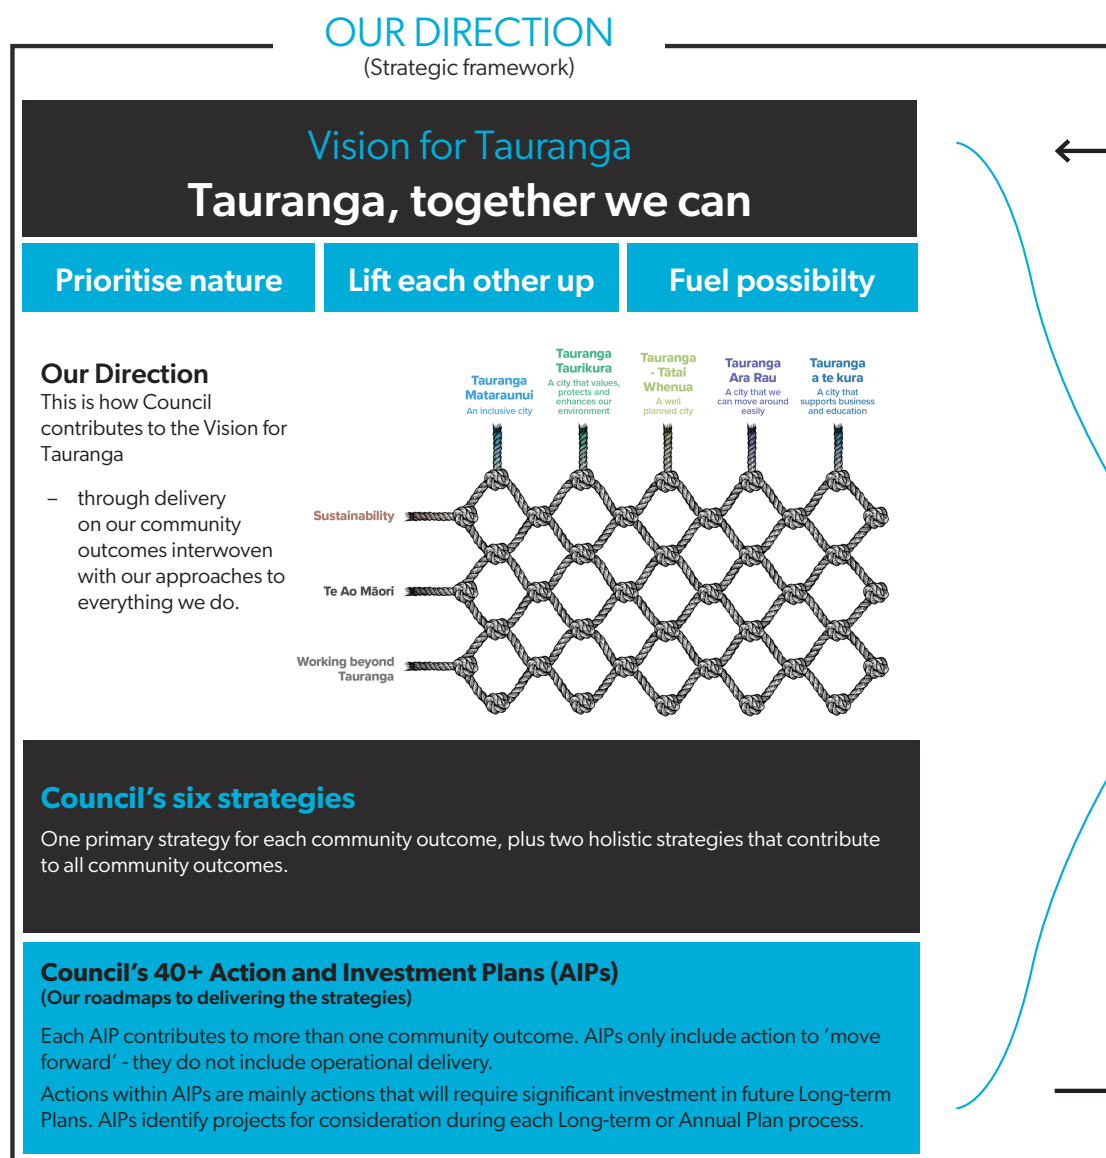 OUR DIRECTION
(Strategic framework)
Vision for Tauranga
Tauranga, together we can
Prioritise nature
Lift each other up
Fuel possibilty
Our Direction
This is how Council
contributes to the Vision for
Tauranga
– through delivery
on our community
outcomes interwoven
with our approaches to
everything we do.
Tauranga
Mataraunui
An inclusive city
Tauranga
Taurikura
A city that values,
protects and
enhances our
environment
Tauranga
- Tātai
Whenua
A well
planned city
Tauranga
Ara Rau
A city that we
can move around
easily
Tauranga
a te kura
A city that
supports business
and education
Sustainability
Te Ao Māori
Working beyond
Tauranga
Council's six strategies
One primary strategy for each community outcome, plus two holistic strategies that contribute
to all community outcomes.
Council's 40+ Action and Investment Plans (AIPs)
(Our roadmaps to delivering the strategies)
Each AIP contributes to more than one community outcome. AIPs only include action to 'move
forward' - they do not include operational delivery.
Actions within AIPs are mainly actions that will require significant investment in future Long-term
Plans. AIPs identify projects for consideration during each Long-term or Annual Plan process.